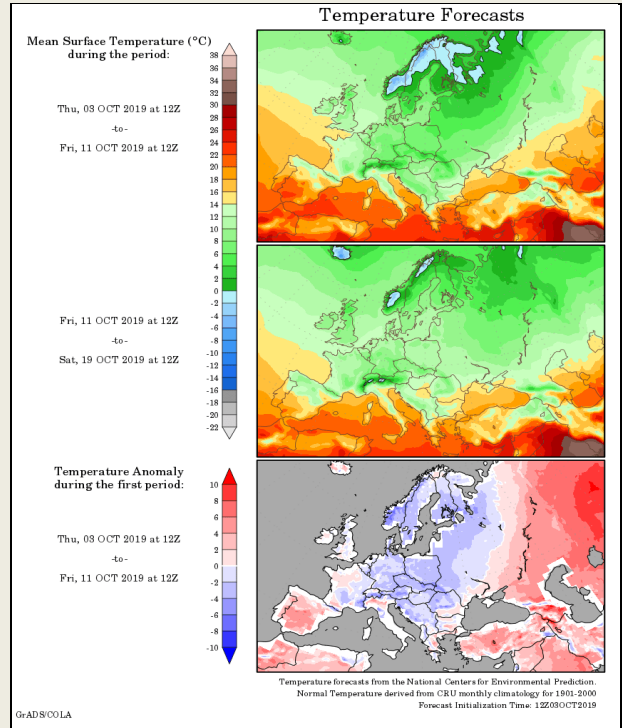 Temperature Forecasts
Mean Surface Temperature (°C)
during the period:
38
36
34
32
30
28
26
24
22
20
18
16
14
12
10
8
6
4
2
0
-2
-4
-6
-8
-10
-12
-14
-16
-18
-20
-22
Thu, 03 OCT 2019 at 12Z
-to-
Fri, 11 OCT 2019 at 12Z
Fri, 11 OCT 2019 at 12Z
-to-
Sat, 19 OCT 2019 at 12Z
Temperature Anomaly
during the first period:
10
8
6
4
2
0
-2
-4
-6
-8
-10
Thu, 03 OCT 2019 at 12Z
-to-
Fri, 11 OCT 2019 at 12Z
Temperature forecasts from the National Centers for Environmental Prediction.
Normal Temperature derived from CRU monthly climatology for 1901-2000
Forecast Initialization Time: 12Z03OCT2019
GrADS/COLA